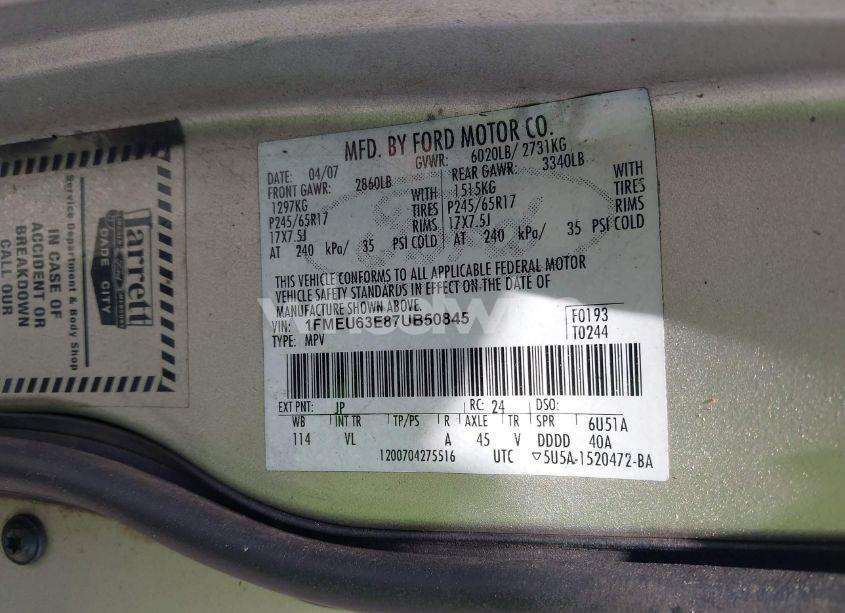 MFD. BY FORD MOTOR CO.
DATE: 04/07 GVWR: 6020LB/ 2731KG
FRONT GAWR: 2860LB REAR GAWR: 3340LB
1297KG WITH 1515KG WITH
P245/65R17 TIRES P245/65R17 TIRES
17X7.5J RIMS 17X7.5J RIMS
AT 240 kPa/ 35 PSI COLD AT 240 kPa/ 35 PSI COLD
THIS VEHICLE CONFORMS TO ALL APPLICABLE FEDERAL MOTOR
VEHICLE SAFETY STANDARDS IN EFFECT ON THE DATE OF
MANUFACTURE SHOWN ABOVE.
VIN: 1FMEU63E87UB50845 F0193
TYPE: MPV T0244
EXT PNT: JP RC: 24 DSO:
WB INT TR TP/PS R AXLE TR SPR 6U51A
114 VL A 45 V DDDD 40A
1200704275516 UTC ▽5U5A-1520472-BA
Jarrett
Ford
DADE CITY
Service Department & Body Shop
IN CASE OF
ACCIDENT OR
BREAKDOWN
CALL OUR